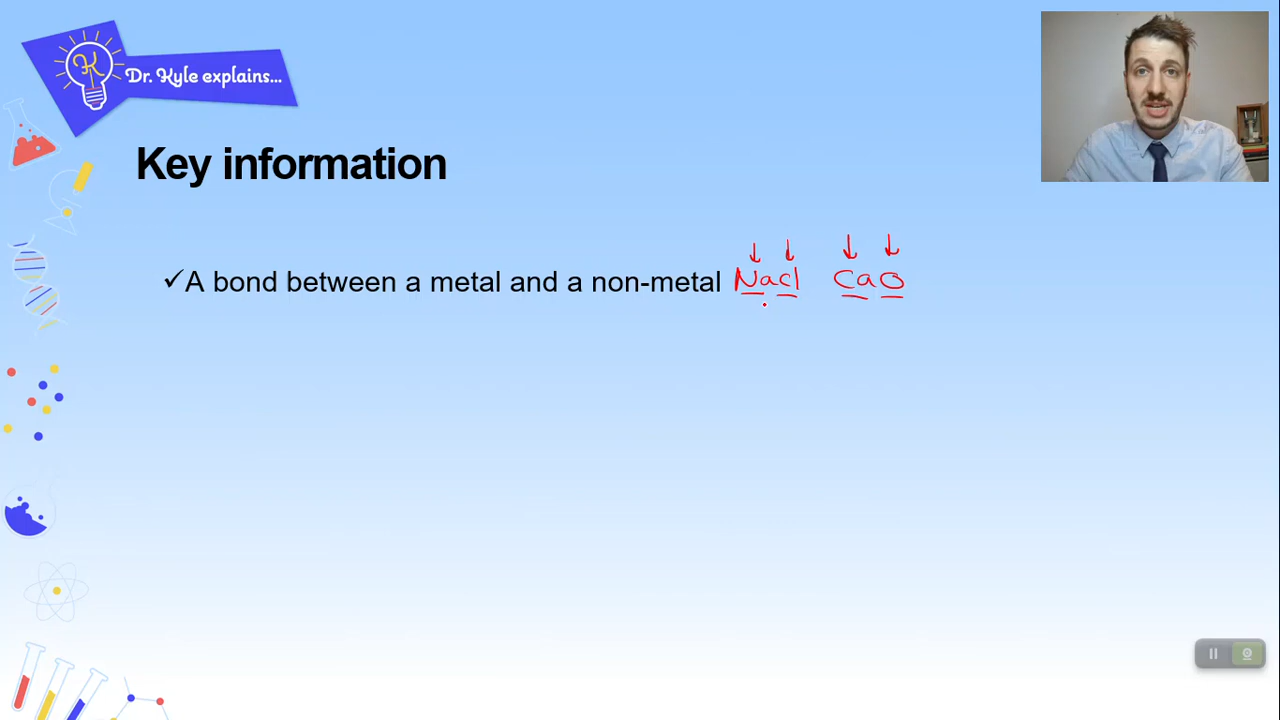 K
Dr. Kyle explains...
Key information
✓A bond between a metal and a non-metal NaCl CaO